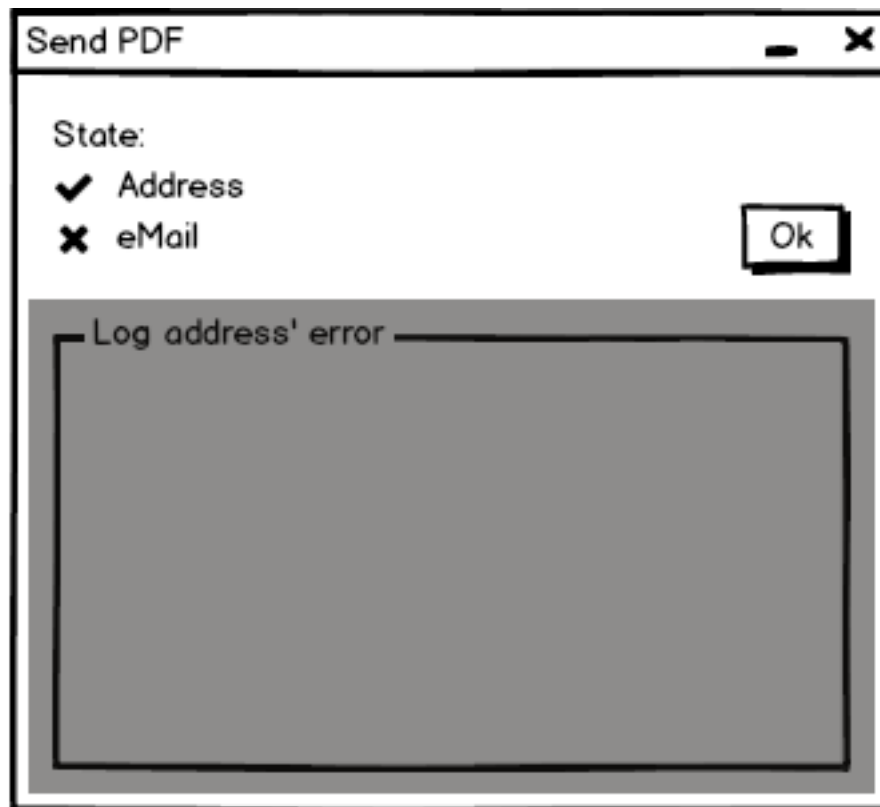 Send PDF
State:
Address
eMail
Ok
Log address' error